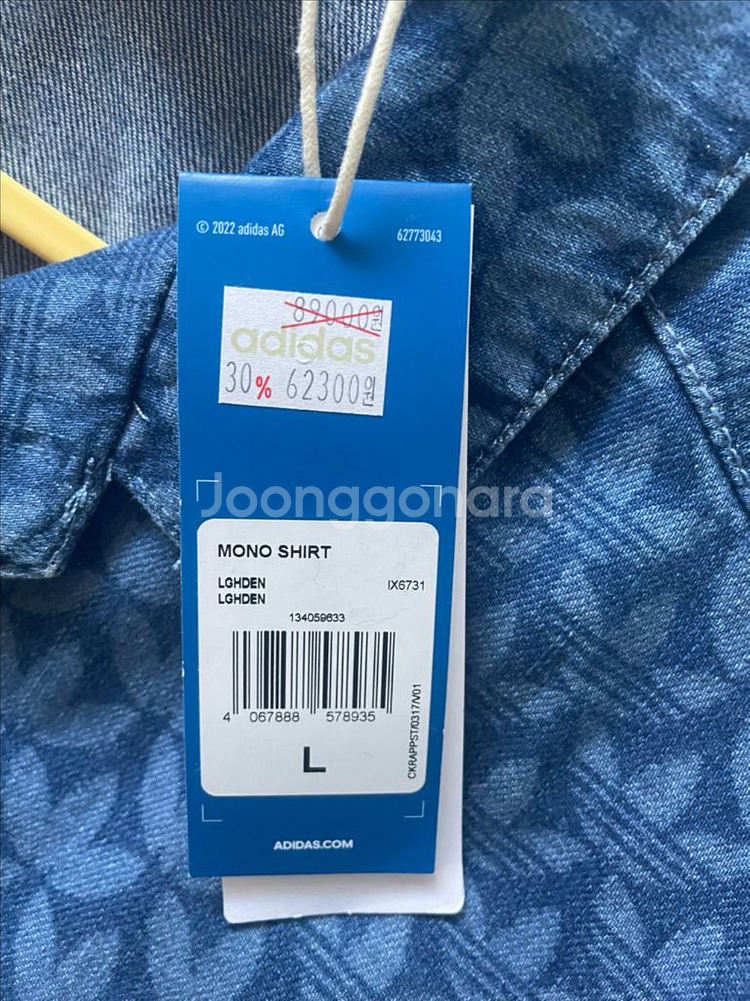 © 2022 adidas AG
62773043
89000원
adidas
30% 62300원
Joonggonara
MONO SHIRT
LGHDEN IX6731
LGHDEN
134059633
4 067888 578935
CKRAPPST/0317/V01
L
ADIDAS.COM